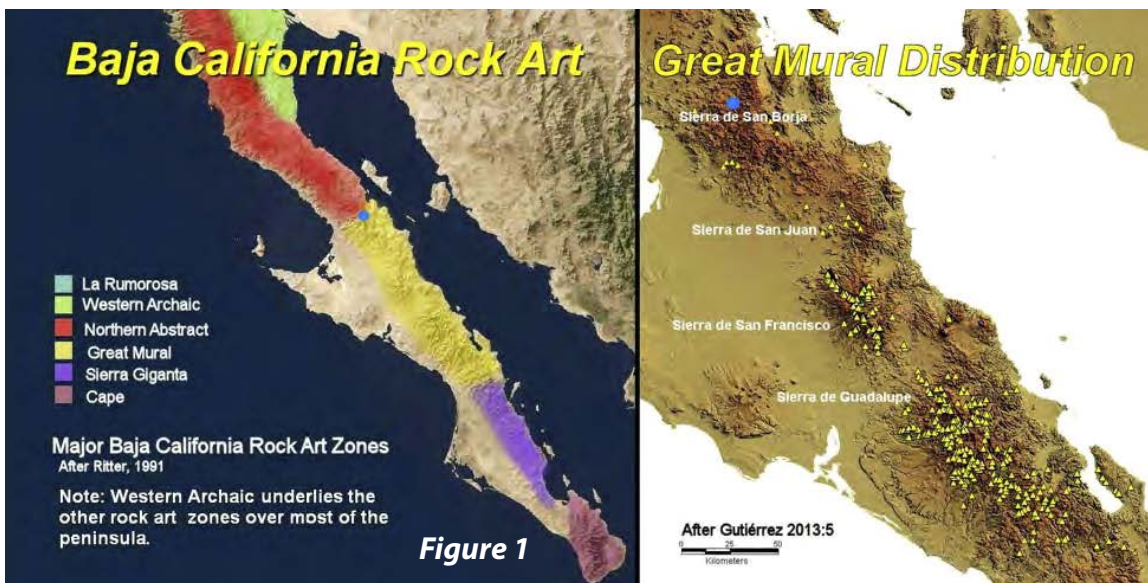 Baja California Rock Art
La Rumorosa
Western Archaic
Northern Abstract
Great Mural
Sierra Giganta
Cape
Major Baja California Rock Art Zones
After Ritter, 1991
Note: Western Archaic underlies the
other rock art zones over most of the
peninsula.
Figure 1
Great Mural Distribution
Sierra de San Borja
Sierra de San Juan
Sierra de San Francisco
Sierra de Guadalupe
After Gutiérrez 2013:5
0 25 50
Kilometers